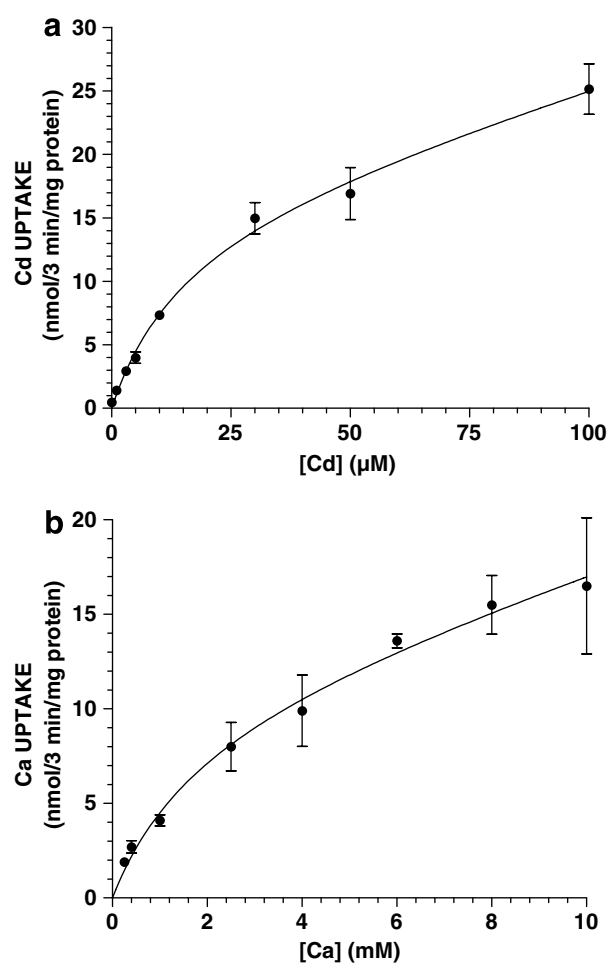 a
30
25
20
15
10
5
0
Cd UPTAKE
(nmol/3 min/mg protein)
0 25 50 75 100
[Cd] (µM)
b
20
15
10
5
0
Ca UPTAKE
(nmol/3 min/mg protein)
0 2 4 6 8 10
[Ca] (mM)